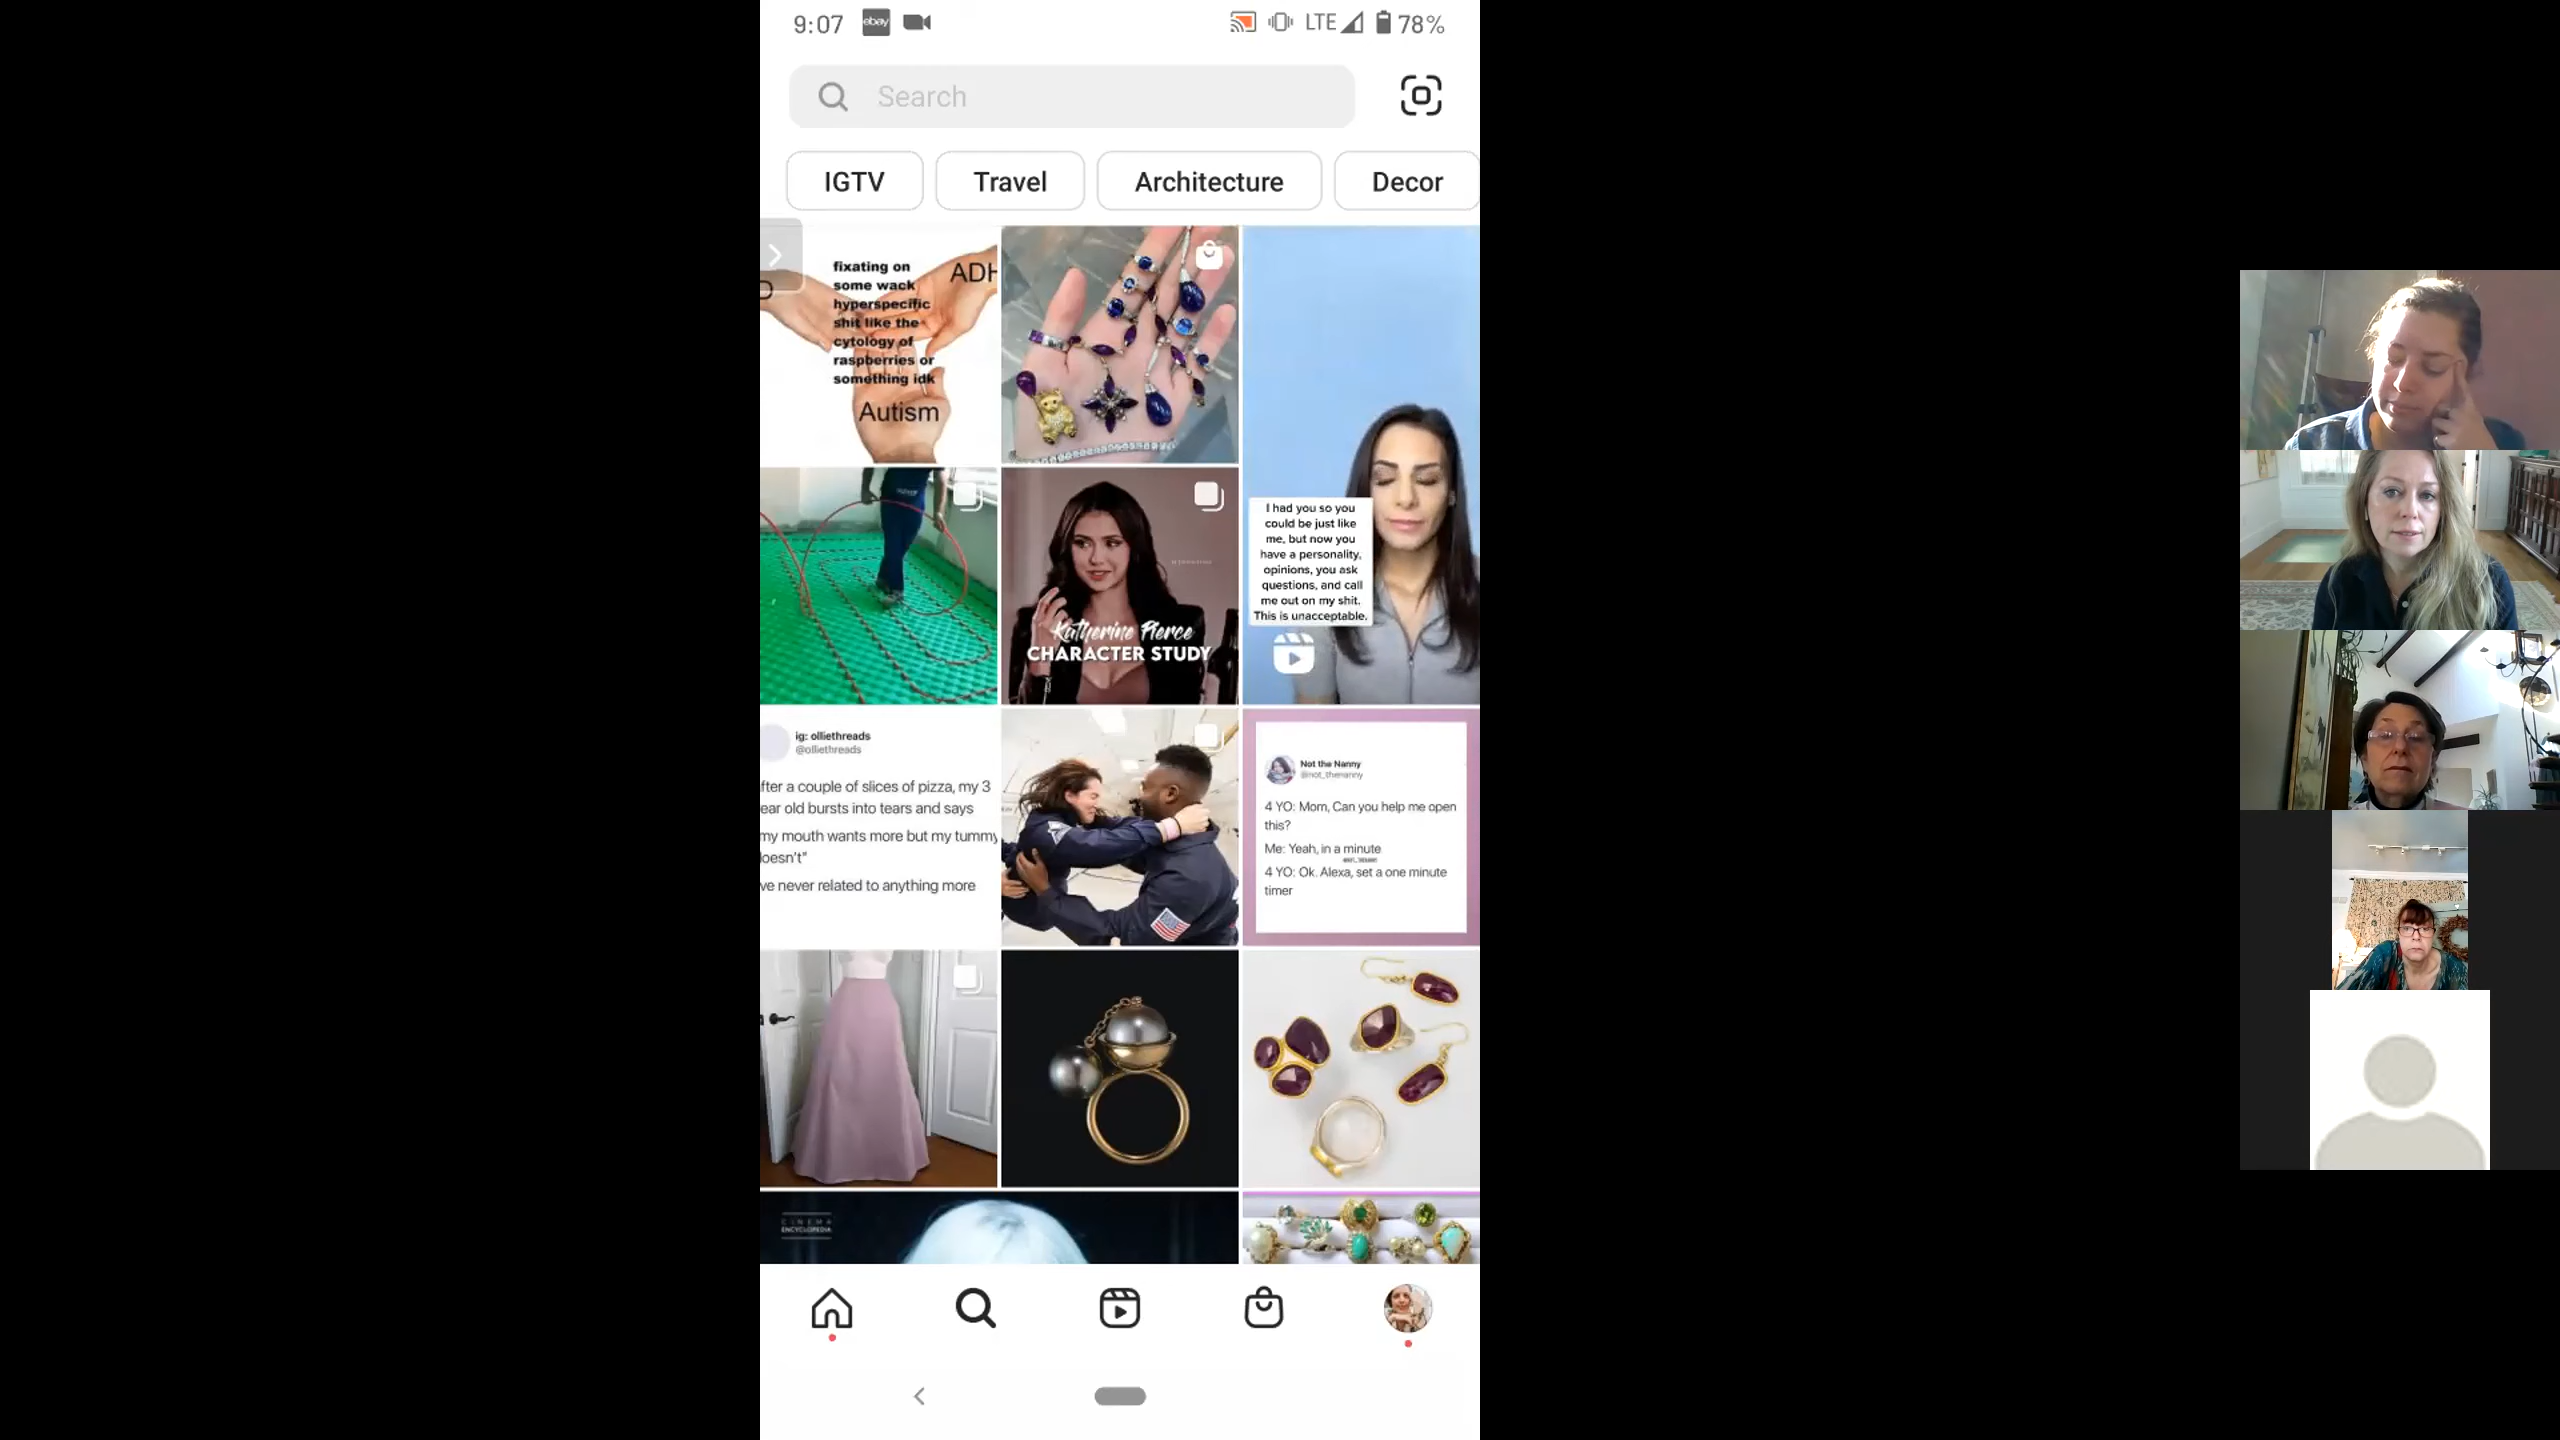 9:07 ebay LTE 78%
Search
IGTV Travel Architecture Decor
fixating on
some wack
hyperspecific
shit like the
cytology of
raspberries or
something idk
ADH
Autism
Katherine Pierce
CHARACTER STUDY
I had you so you
could be just like
me, but now you
have a personality,
opinions, you ask
questions, and call
me out on my shit.
This is unacceptable.
ig: olliethreads
@olliethreads
fter a couple of slices of pizza, my 3
ear old bursts into tears and says
my mouth wants more but my tummy
oesn't"
ve never related to anything more
Not the Nanny
@not_thenanny
4 YO: Mom, Can you help me open
this?
Me: Yeah, in a minute
4 YO: Ok. Alexa, set a one minute
timer
CINEMA
ENCYCLOPEDIA